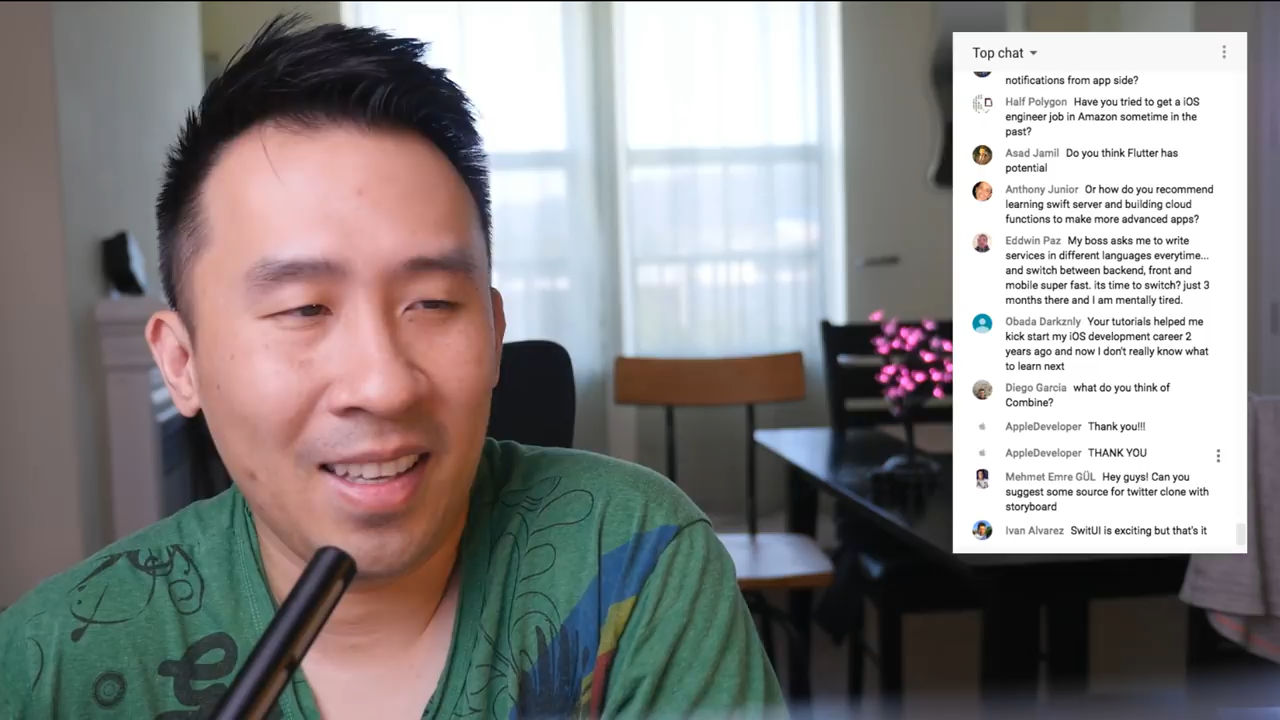 Top chat
notifications from app side?
Half Polygon Have you tried to get a iOS
engineer job in Amazon sometime in the
past?
Asad Jamil Do you think Flutter has
potential
Anthony Junior Or how do you recommend
learning swift server and building cloud
functions to make more advanced apps?
Eddwin Paz My boss asks me to write
services in different languages everytime...
and switch between backend, front and
mobile super fast. its time to switch? just 3
months there and I am mentally tired.
Obada Darkznly Your tutorials helped me
kick start my iOS development career 2
years ago and now I don't really know what
to learn next
Diego Garcia what do you think of
Combine?
AppleDeveloper Thank you!!!
AppleDeveloper THANK YOU
Mehmet Emre GÜL Hey guys! Can you
suggest some source for twitter clone with
storyboard
Ivan Alvarez SwitUI is exciting but that's it